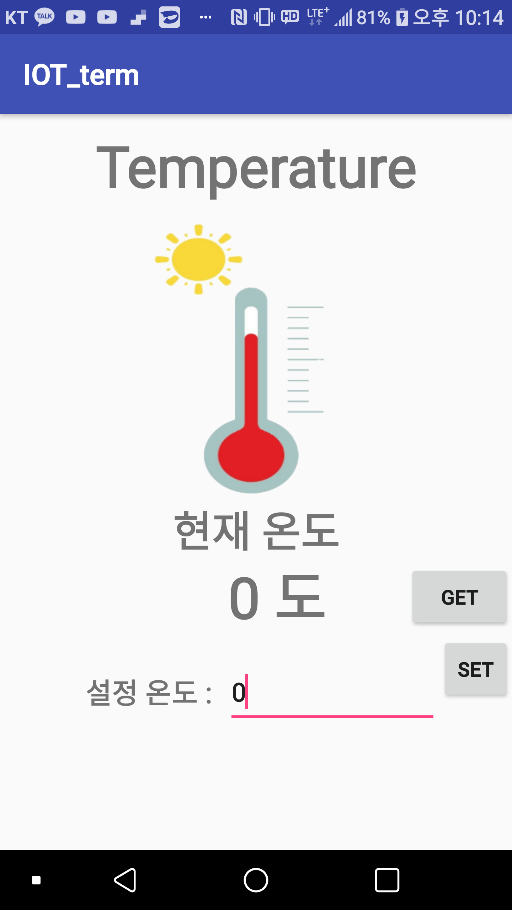 KT TALK ... N HD LTE+ 81% 오후 10:14
IOT_term
Temperature
현재 온도
0 도
GET
설정 온도 : 0
SET